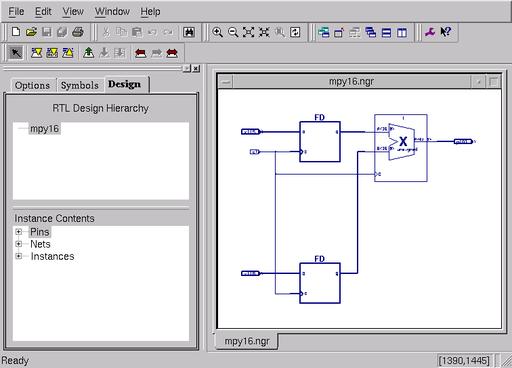 File Edit View Window Help
Options Symbols Design
RTL Design Hierarchy
mpy16
Instance Contents
Pins
Nets
Instances
mpy16.ngr
FD
X
FD
mpy16.ngr
Ready
[1390,1445]